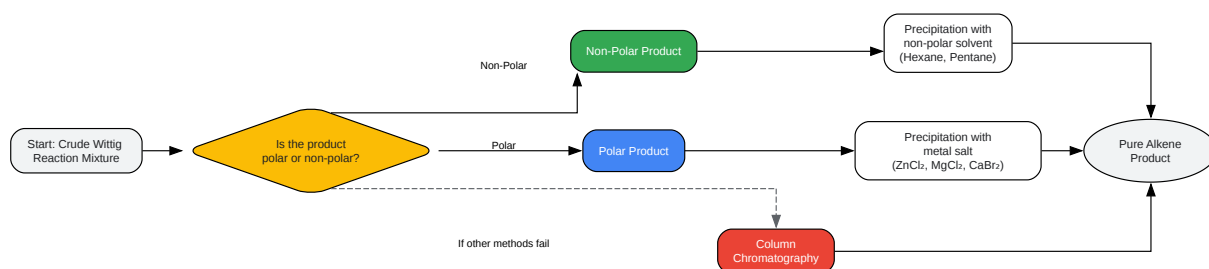 Start: Crude Wittig
Reaction Mixture
Is the product
polar or non-polar?
Non-Polar
Non-Polar Product
Precipitation with
non-polar solvent
(Hexane, Pentane)
Polar
Polar Product
Precipitation with
metal salt
(ZnCl₂, MgCl₂, CaBr₂)
Pure Alkene
Product
If other methods fail
Column
Chromatography